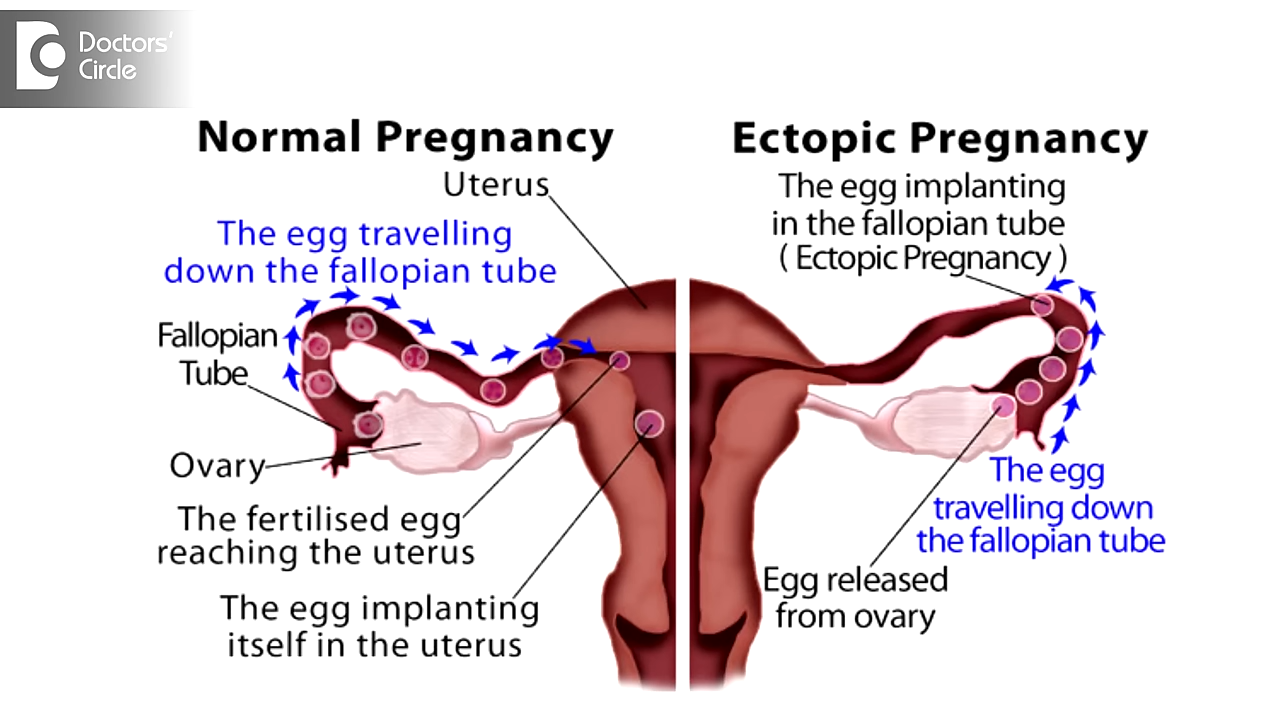 Doctors'
Circle
Normal Pregnancy
Uterus
The egg travelling
down the fallopian tube
Fallopian
Tube
Ovary
The fertilised egg
reaching the uterus
The egg implanting
itself in the uterus
Ectopic Pregnancy
The egg implanting
in the fallopian tube
( Ectopic Pregnancy )
The egg
travelling down
the fallopian tube
Egg released
from ovary